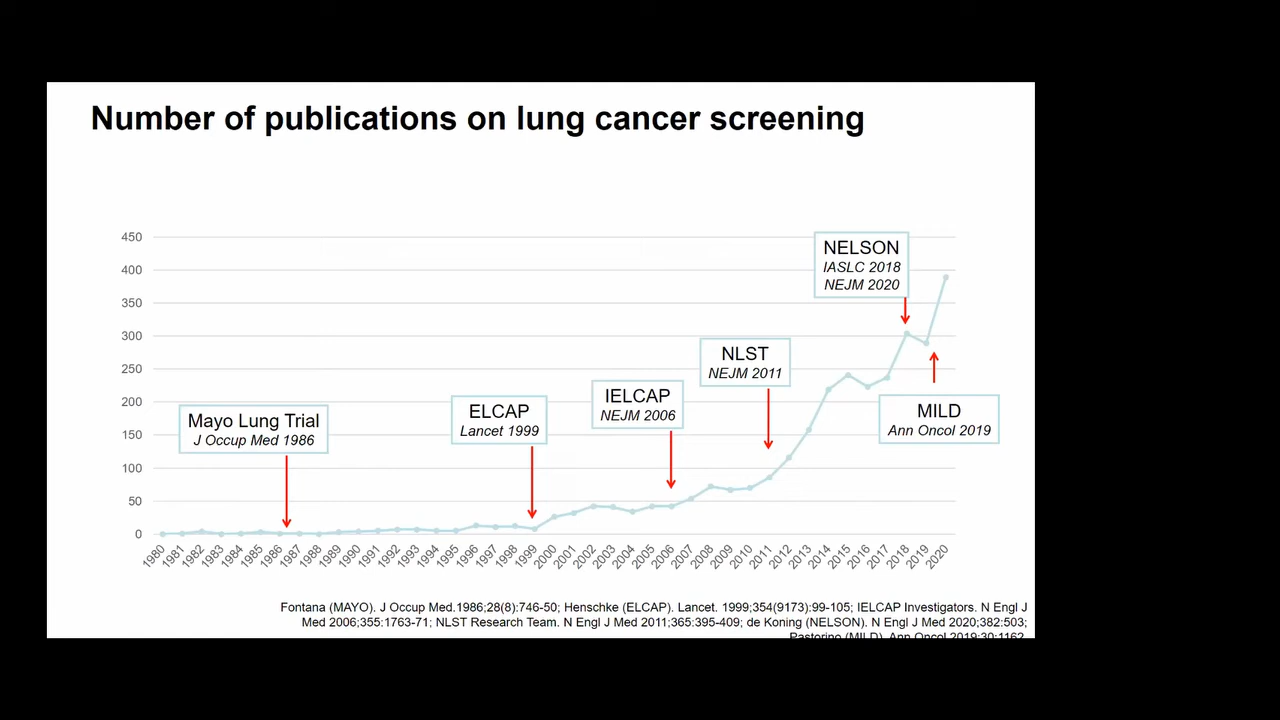 Number of publications on lung cancer screening
450
400
350
300
250
200
150
100
50
0
Mayo Lung Trial
J Occup Med 1986
ELCAP
Lancet 1999
IELCAP
NEJM 2006
NLST
NEJM 2011
NELSON
IASLC 2018
NEJM 2020
MILD
Ann Oncol 2019
1980 1981 1982 1983 1984 1985 1986 1987 1988 1989 1990 1991 1992 1993 1994 1995 1996 1997 1998 1999 2000 2001 2002 2003 2004 2005 2006 2007 2008 2009 2010 2011 2012 2013 2014 2015 2016 2017 2018 2019 2020
Fontana (MAYO). J Occup Med.1986;28(8):746-50; Henschke (ELCAP). Lancet. 1999;354(9173):99-105; IELCAP Investigators. N Engl J
Med 2006;355:1763-71; NLST Research Team. N Engl J Med 2011;365:395-409; de Koning (NELSON). N Engl J Med 2020;382:503;
Pastorino (MILD). Ann Oncol 2019;30:1162.